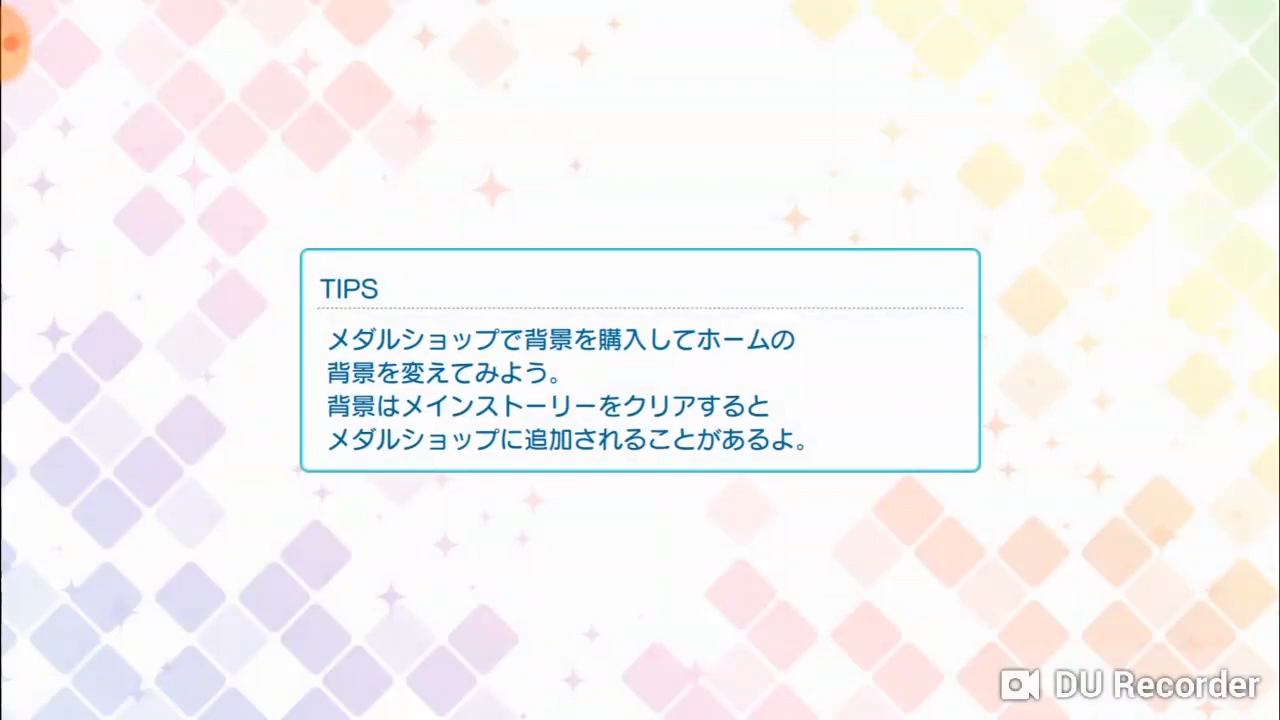 TIPS
メダルショップで背景を購入してホームの
背景を変えてみよう。
背景はメインストーリーをクリアすると
メダルショップに追加されることがあるよ。
DU Recorder